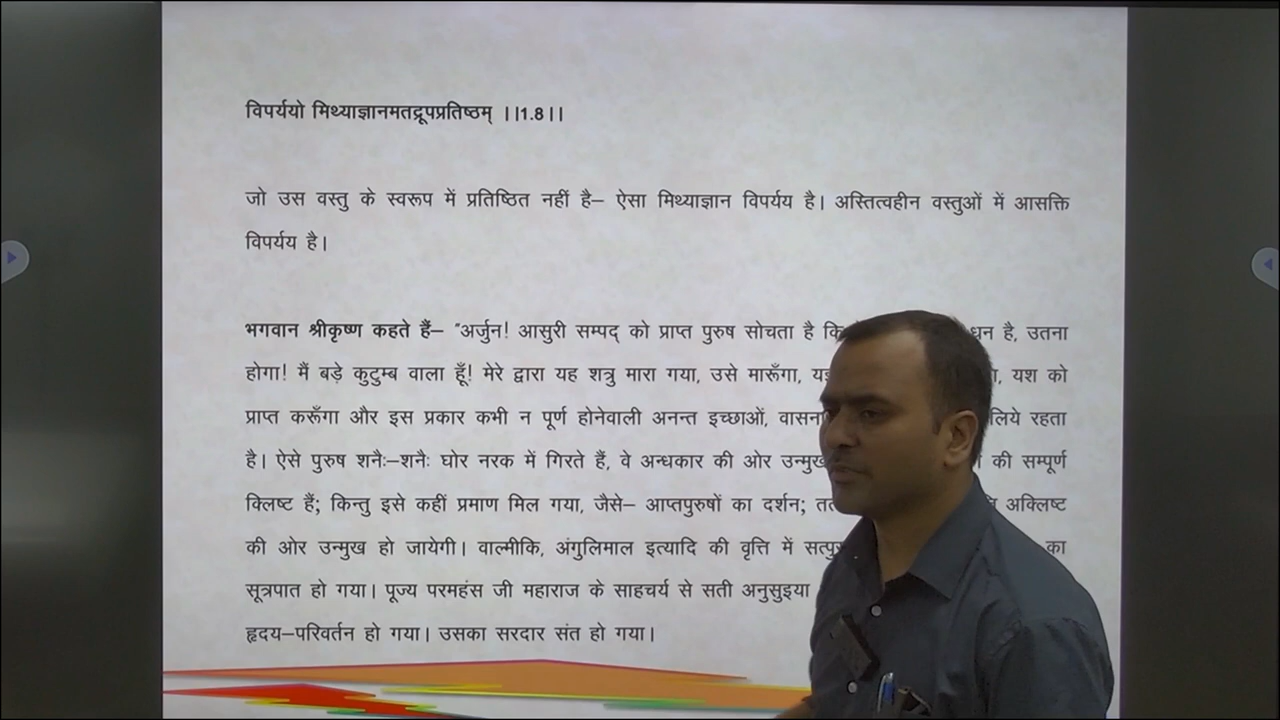 विपर्ययो मिथ्याज्ञानमतद्रूपप्रतिष्ठम् ।।1.8।।
जो उस वस्तु के स्वरूप में प्रतिष्ठित नहीं है– ऐसा मिथ्याज्ञान विपर्यय है। अस्तित्वहीन वस्तुओं में आसक्ति
विपर्यय है।
भगवान श्रीकृष्ण कहते हैं– "अर्जुन! आसुरी सम्पद् को प्राप्त पुरुष सोचता है धन है, उतना
होगा! मैं बड़े कुटुम्ब वाला हूँ! मेरे द्वारा यह शत्रु मारा गया, उसे मारूँगा, यश को
प्राप्त करूँगा और इस प्रकार कभी न पूर्ण होनेवाली अनन्त इच्छाओं, लिये रहता
है। ऐसे पुरुष शनैः–शनैः घोर नरक में गिरते हैं, वे अन्धकार की ओर की सम्पूर्ण
क्लिष्ट हैं; किन्तु इसे कहीं प्रमाण मिल गया, जैसे– आप्तपुरुषों का दर्शन; अक्लिष्ट
की ओर उन्मुख हो जायेगी। वाल्मीकि, अंगुलिमाल इत्यादि की वृत्ति में का
सूत्रपात हो गया। पूज्य परमहंस जी महाराज के साहचर्य से सती अनुसुइया
हृदय–परिवर्तन हो गया। उसका सरदार संत हो गया।